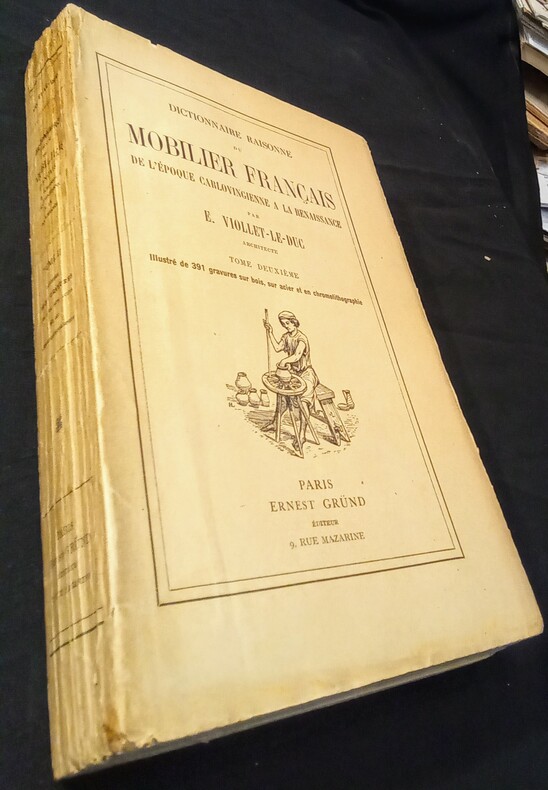 DICTIONNAIRE RAISONNÉ
DU
MOBILIER FRANÇAIS
DE L'ÉPOQUE CARLOVINGIENNE A LA RENAISSANCE
PAR
E. VIOLLET-LE-DUC
ARCHITECTE
TOME DEUXIÈME
Illustré de 391 gravures sur bois, sur acier et en chromolithographie
PARIS
ERNEST GRÜND
ÉDITEUR
9, RUE MAZARINE
PARIS